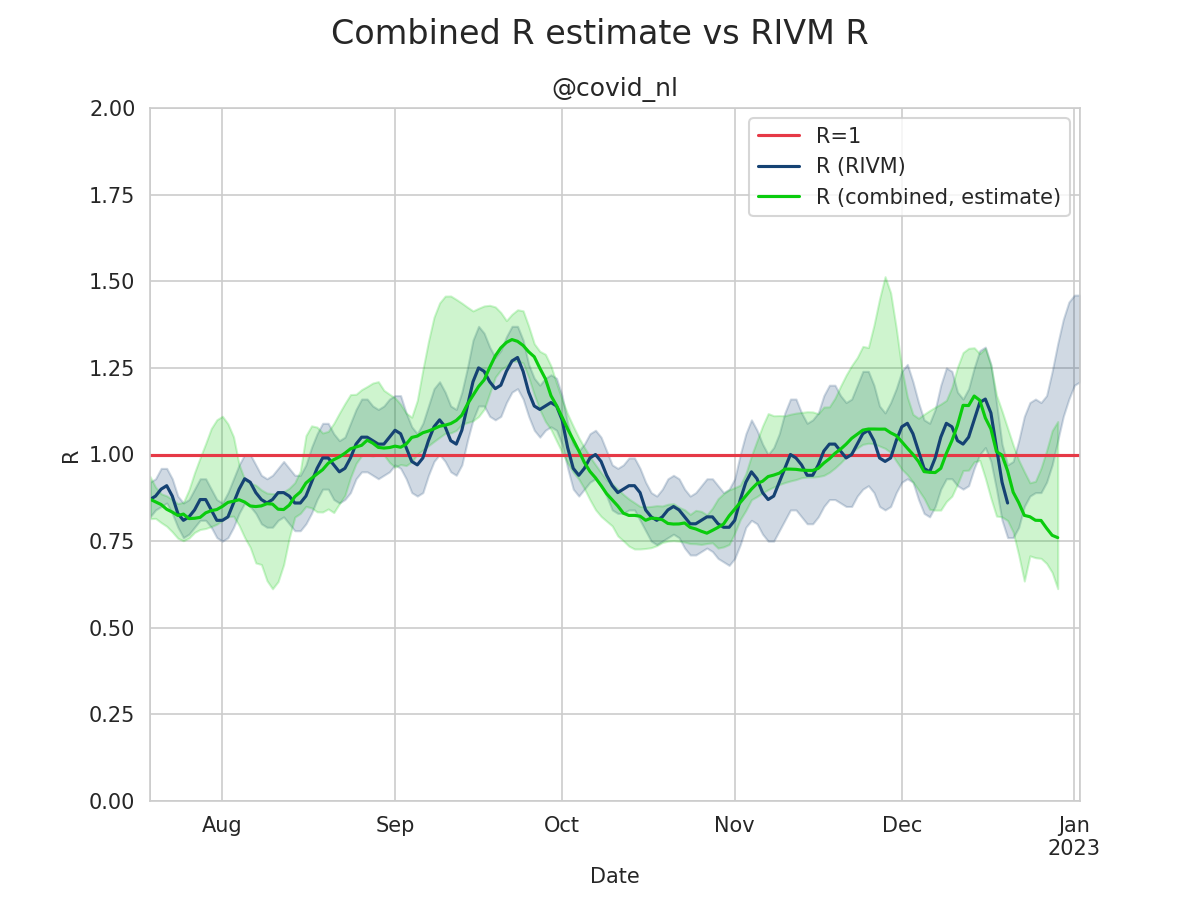 Combined R estimate vs RIVM R
@covid_nl
R=1
R (RIVM)
R (combined, estimate)
2.00
1.75
1.50
1.25
1.00
0.75
0.50
0.25
0.00
R
Aug Sep Oct Nov Dec Jan
2023
Date